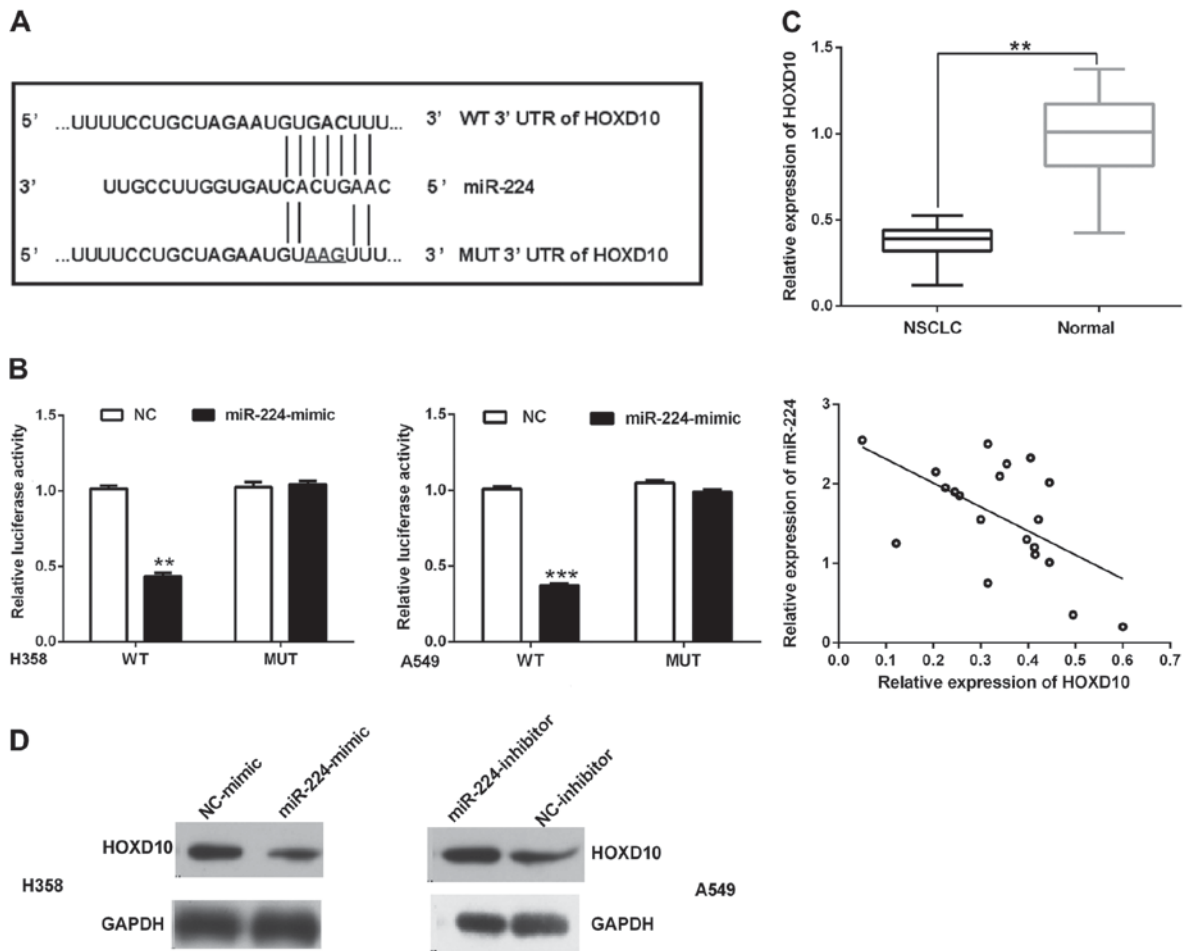 A
5' ...UUUUCCUGCUAGAAUGUGACUUU... 3' WT 3' UTR of HOXD10
3' UUGCCUUGGUGAUCACUGAAC 5' miR-224
5' ...UUUUCCUGCUAGAAUGUAAGUUU... 3' MUT 3' UTR of HOXD10
B
Relative luciferase activity
1.5
1.0
0.5
0.0
NC
miR-224-mimic
**
H358
WT
MUT
Relative luciferase activity
1.5
1.0
0.5
0.0
NC
miR-224-mimic
***
A549
WT
MUT
C
Relative expression of HOXD10
1.5
1.0
0.5
0.0
**
NSCLC
Normal
Relative expression of miR-224
3
2
1
0
0.0 0.1 0.2 0.3 0.4 0.5 0.6 0.7
Relative expression of HOXD10
D
NC-mimic
miR-224-mimic
HOXD10
H358
GAPDH
miR-224-inhibitor
NC-inhibitor
HOXD10
A549
GAPDH